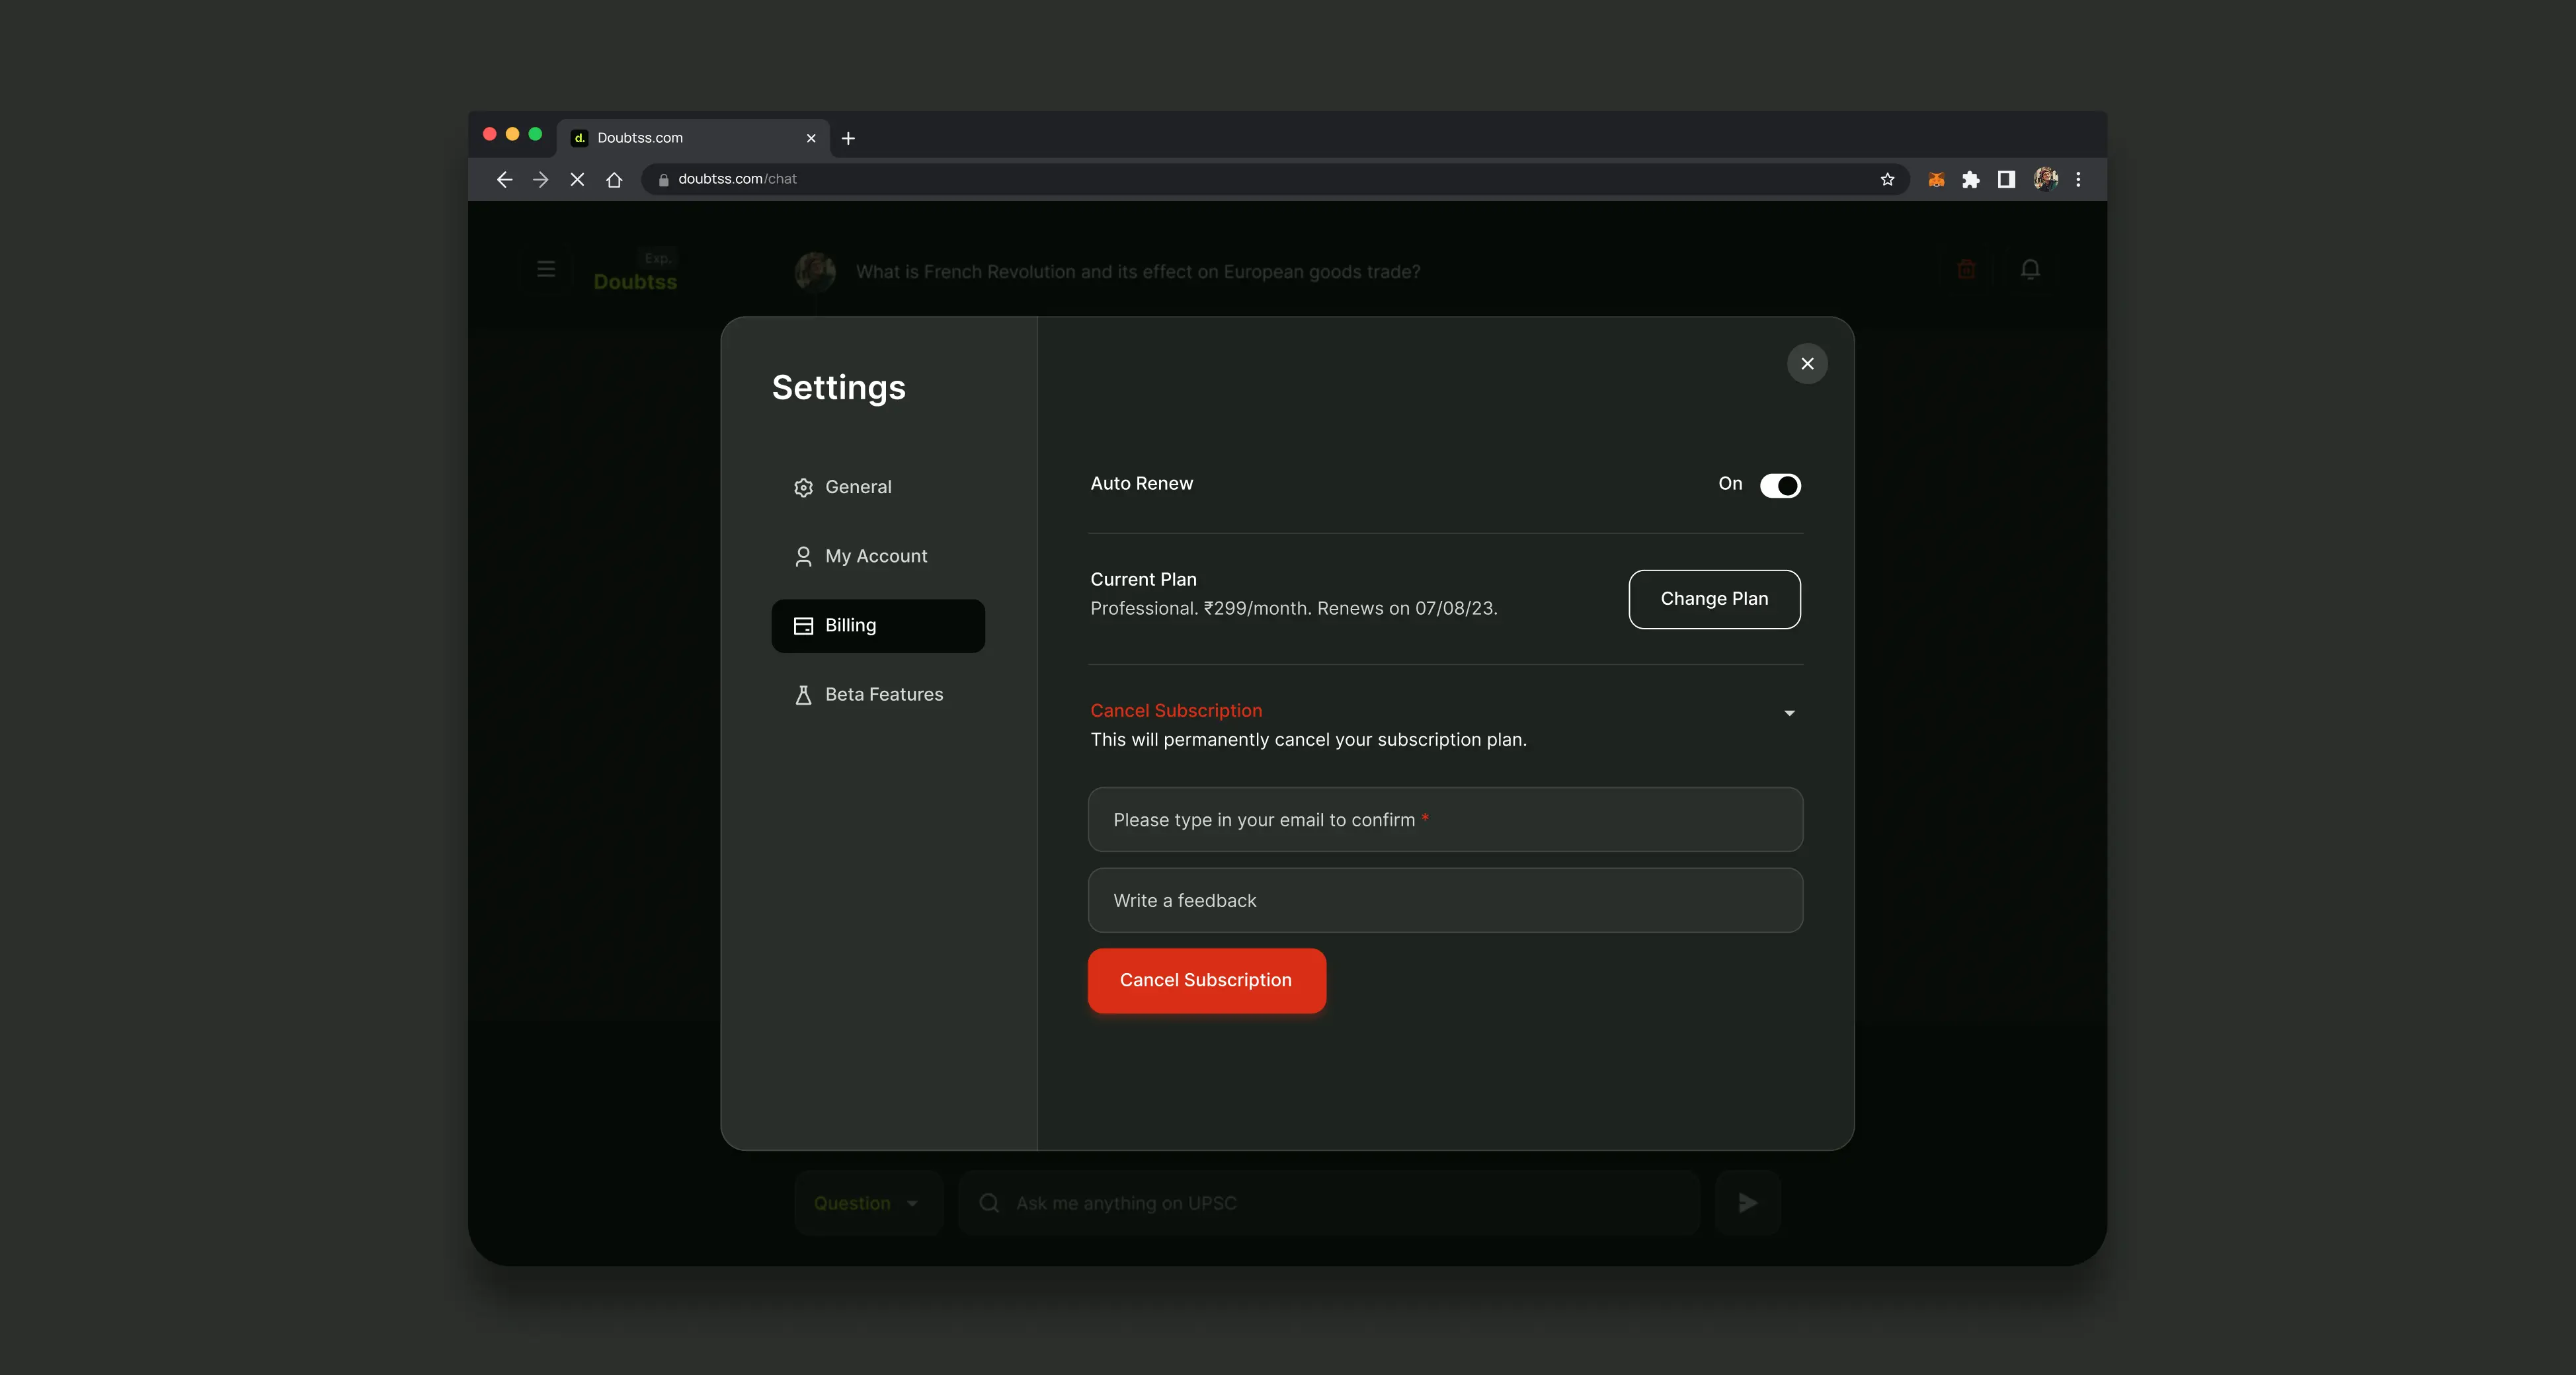 d. Doubtss.com
doubtss.com/chat
Exp.
Doubtss
What is French Revolution and its effect on European goods trade?
Settings
General
My Account
Billing
Beta Features
Auto Renew
On
Current Plan
Professional. ₹299/month. Renews on 07/08/23.
Change Plan
Cancel Subscription
This will permanently cancel your subscription plan.
Please type in your email to confirm *
Write a feedback
Cancel Subscription
Question
Ask me anything on UPSC